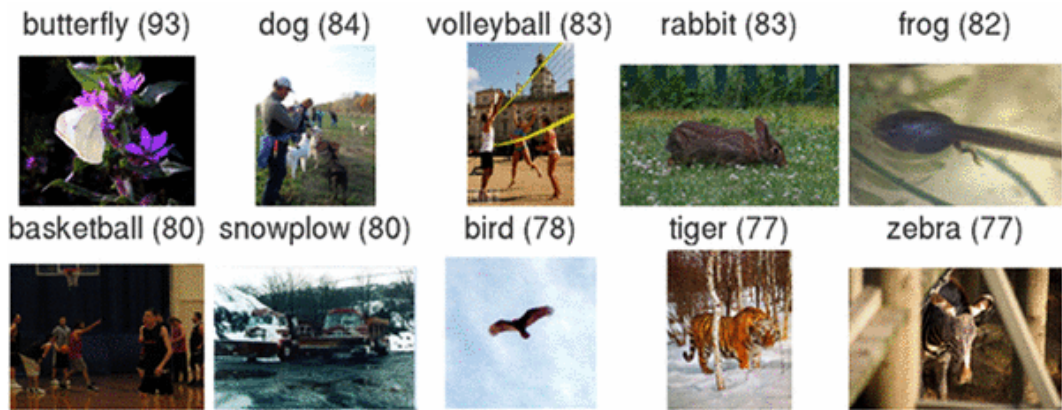 butterfly (93) dog (84) volleyball (83) rabbit (83) frog (82)
basketball (80) snowplow (80) bird (78) tiger (77) zebra (77)